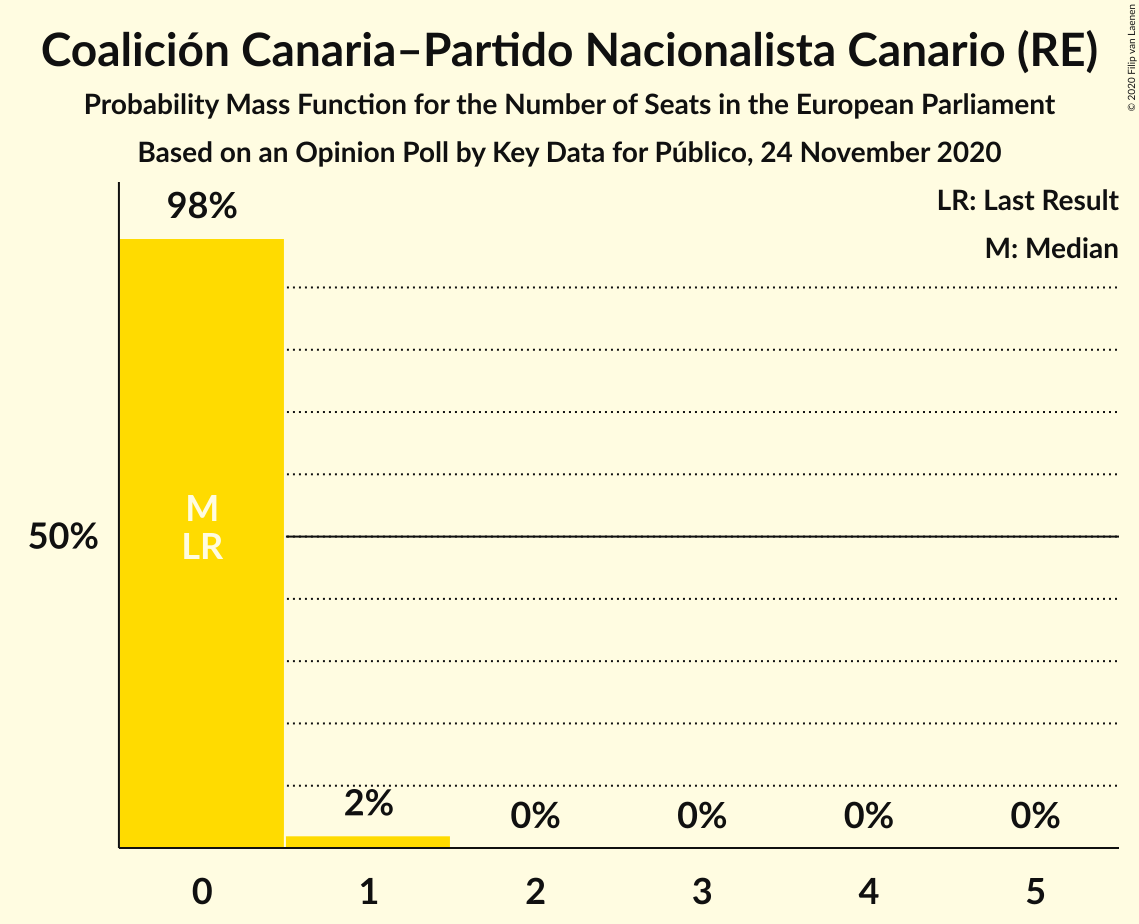 Coalición Canaria–Partido Nacionalista Canario (RE)
Probability Mass Function for the Number of Seats in the European Parliament
Based on an Opinion Poll by Key Data for Público, 24 November 2020
© 2020 Filip van Laenen
LR: Last Result
M: Median
98%
M
LR
50%
2%
0%
0%
0%
0%
0
1
2
3
4
5